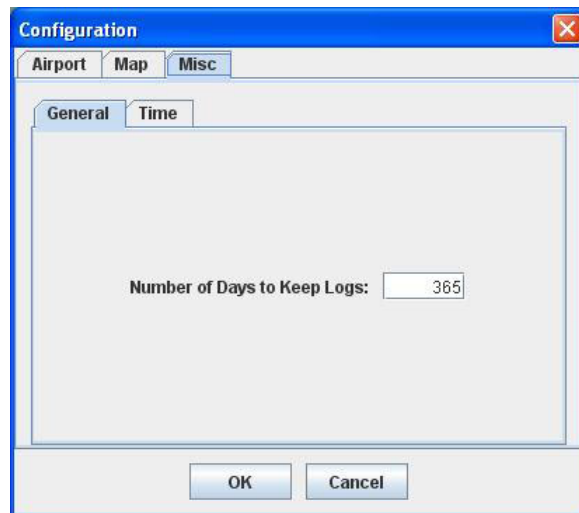 Configuration
Airport Map Misc
General Time
Number of Days to Keep Logs: 365
OK Cancel